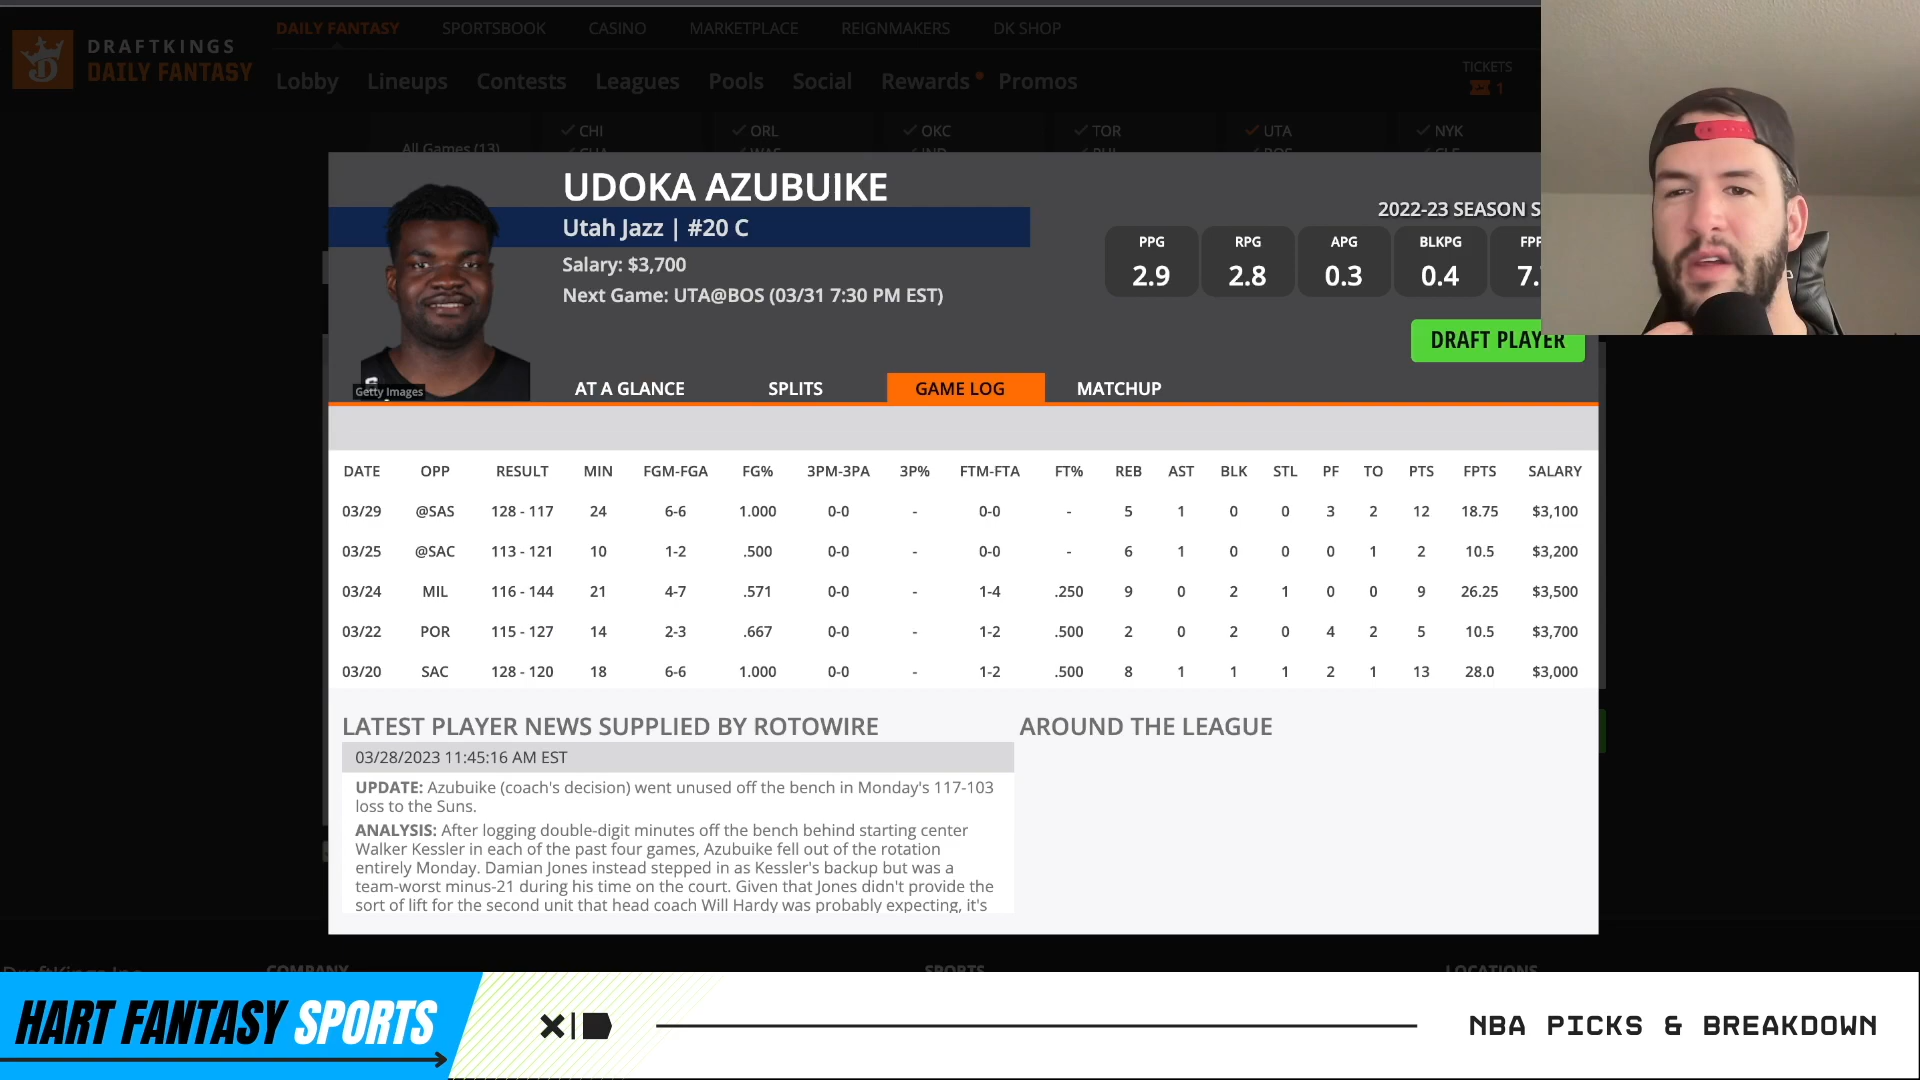 DAILY FANTASY SPORTSBOOK CASINO MARKETPLACE REIGNMAKERS DK SHOP
DRAFTKINGS
DAILY FANTASY
Lobby Lineups Contests Leagues Pools Social Rewards Promos
TICKETS
1
CHI ORL OKC TOR UTA NYK
All Games (13)
UDOKA AZUBUIKE
Utah Jazz | #20 C
Salary: $3,700
Next Game: UTA@BOS (03/31 7:30 PM EST)
2022-23 SEASON S
PPG RPG APG BLKPG FPP
2.9 2.8 0.3 0.4 7.
DRAFT PLAYER
Getty Images
AT A GLANCE SPLITS GAME LOG MATCHUP
DATE OPP RESULT MIN FGM-FGA FG% 3PM-3PA 3P% FTM-FTA FT% REB AST BLK STL PF TO PTS FPTS SALARY
03/29 @SAS 128 - 117 24 6-6 1.000 0-0 - 0-0 - 5 1 0 0 3 2 12 18.75 $3,100
03/25 @SAC 113 - 121 10 1-2 .500 0-0 - 0-0 - 6 1 0 0 0 1 2 10.5 $3,200
03/24 MIL 116 - 144 21 4-7 .571 0-0 - 1-4 .250 9 0 2 1 0 0 9 26.25 $3,500
03/22 POR 115 - 127 14 2-3 .667 0-0 - 1-2 .500 2 0 2 0 4 2 5 10.5 $3,700
03/20 SAC 128 - 120 18 6-6 1.000 0-0 - 1-2 .500 8 1 1 1 2 1 13 28.0 $3,000
LATEST PLAYER NEWS SUPPLIED BY ROTOWIRE
AROUND THE LEAGUE
03/28/2023 11:45:16 AM EST
UPDATE: Azubuike (coach's decision) went unused off the bench in Monday's 117-103
loss to the Suns.
ANALYSIS: After logging double-digit minutes off the bench behind starting center
Walker Kessler in each of the past four games, Azubuike fell out of the rotation
entirely Monday. Damian Jones instead stepped in as Kessler's backup but was a
team-worst minus-21 during his time on the court. Given that Jones didn't provide the
sort of lift for the second unit that head coach Will Hardy was probably expecting, it's
COMPANY SPORTS LOCATIONS
HART FANTASY SPORTS
NBA PICKS & BREAKDOWN